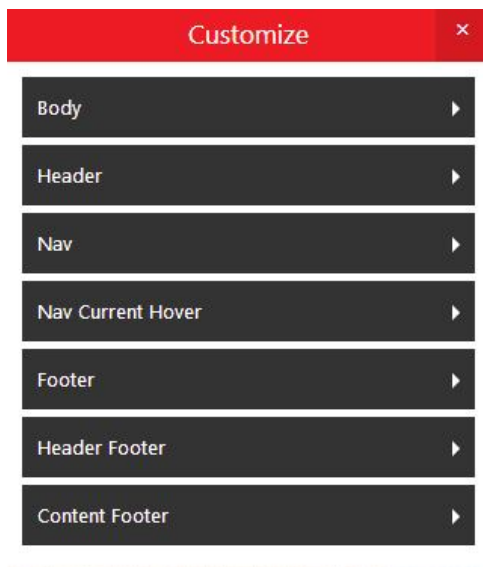 Customize ×
Body
Header
Nav
Nav Current Hover
Footer
Header Footer
Content Footer